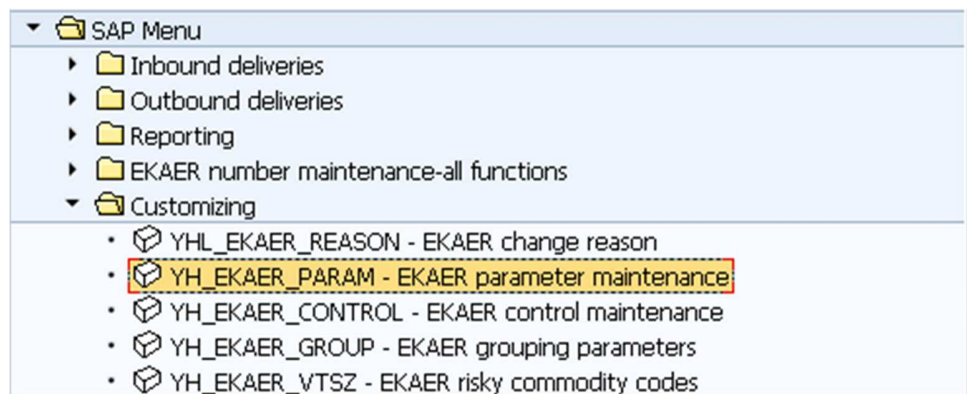 SAP Menu
Inbound deliveries
Outbound deliveries
Reporting
EKAER number maintenance-all functions
Customizing
YHL_EKAER_REASON - EKAER change reason
YH_EKAER_PARAM - EKAER parameter maintenance
YH_EKAER_CONTROL - EKAER control maintenance
YH_EKAER_GROUP - EKAER grouping parameters
YH_EKAER_VTSZ - EKAER risky commodity codes